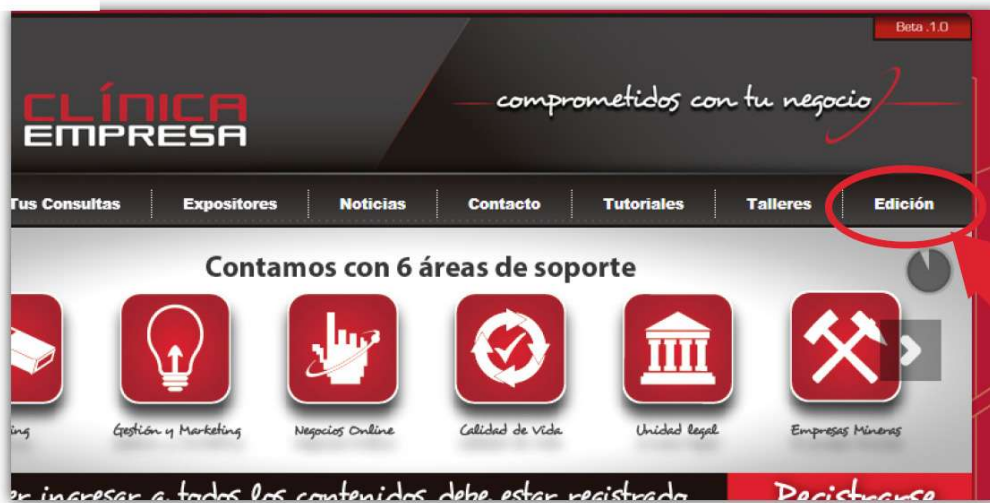 Beta .1.0
CLÍNICA
EMPRESA
comprometidos con tu negocio
Tus Consultas Expositores Noticias Contacto Tutoriales Talleres Edición
Contamos con 6 áreas de soporte
Gestión y Marketing Negocios Online Calidad de Vida Unidad legal Empresas Mineras
ingresar a todos los contenidos debe estar registrado Registrarse